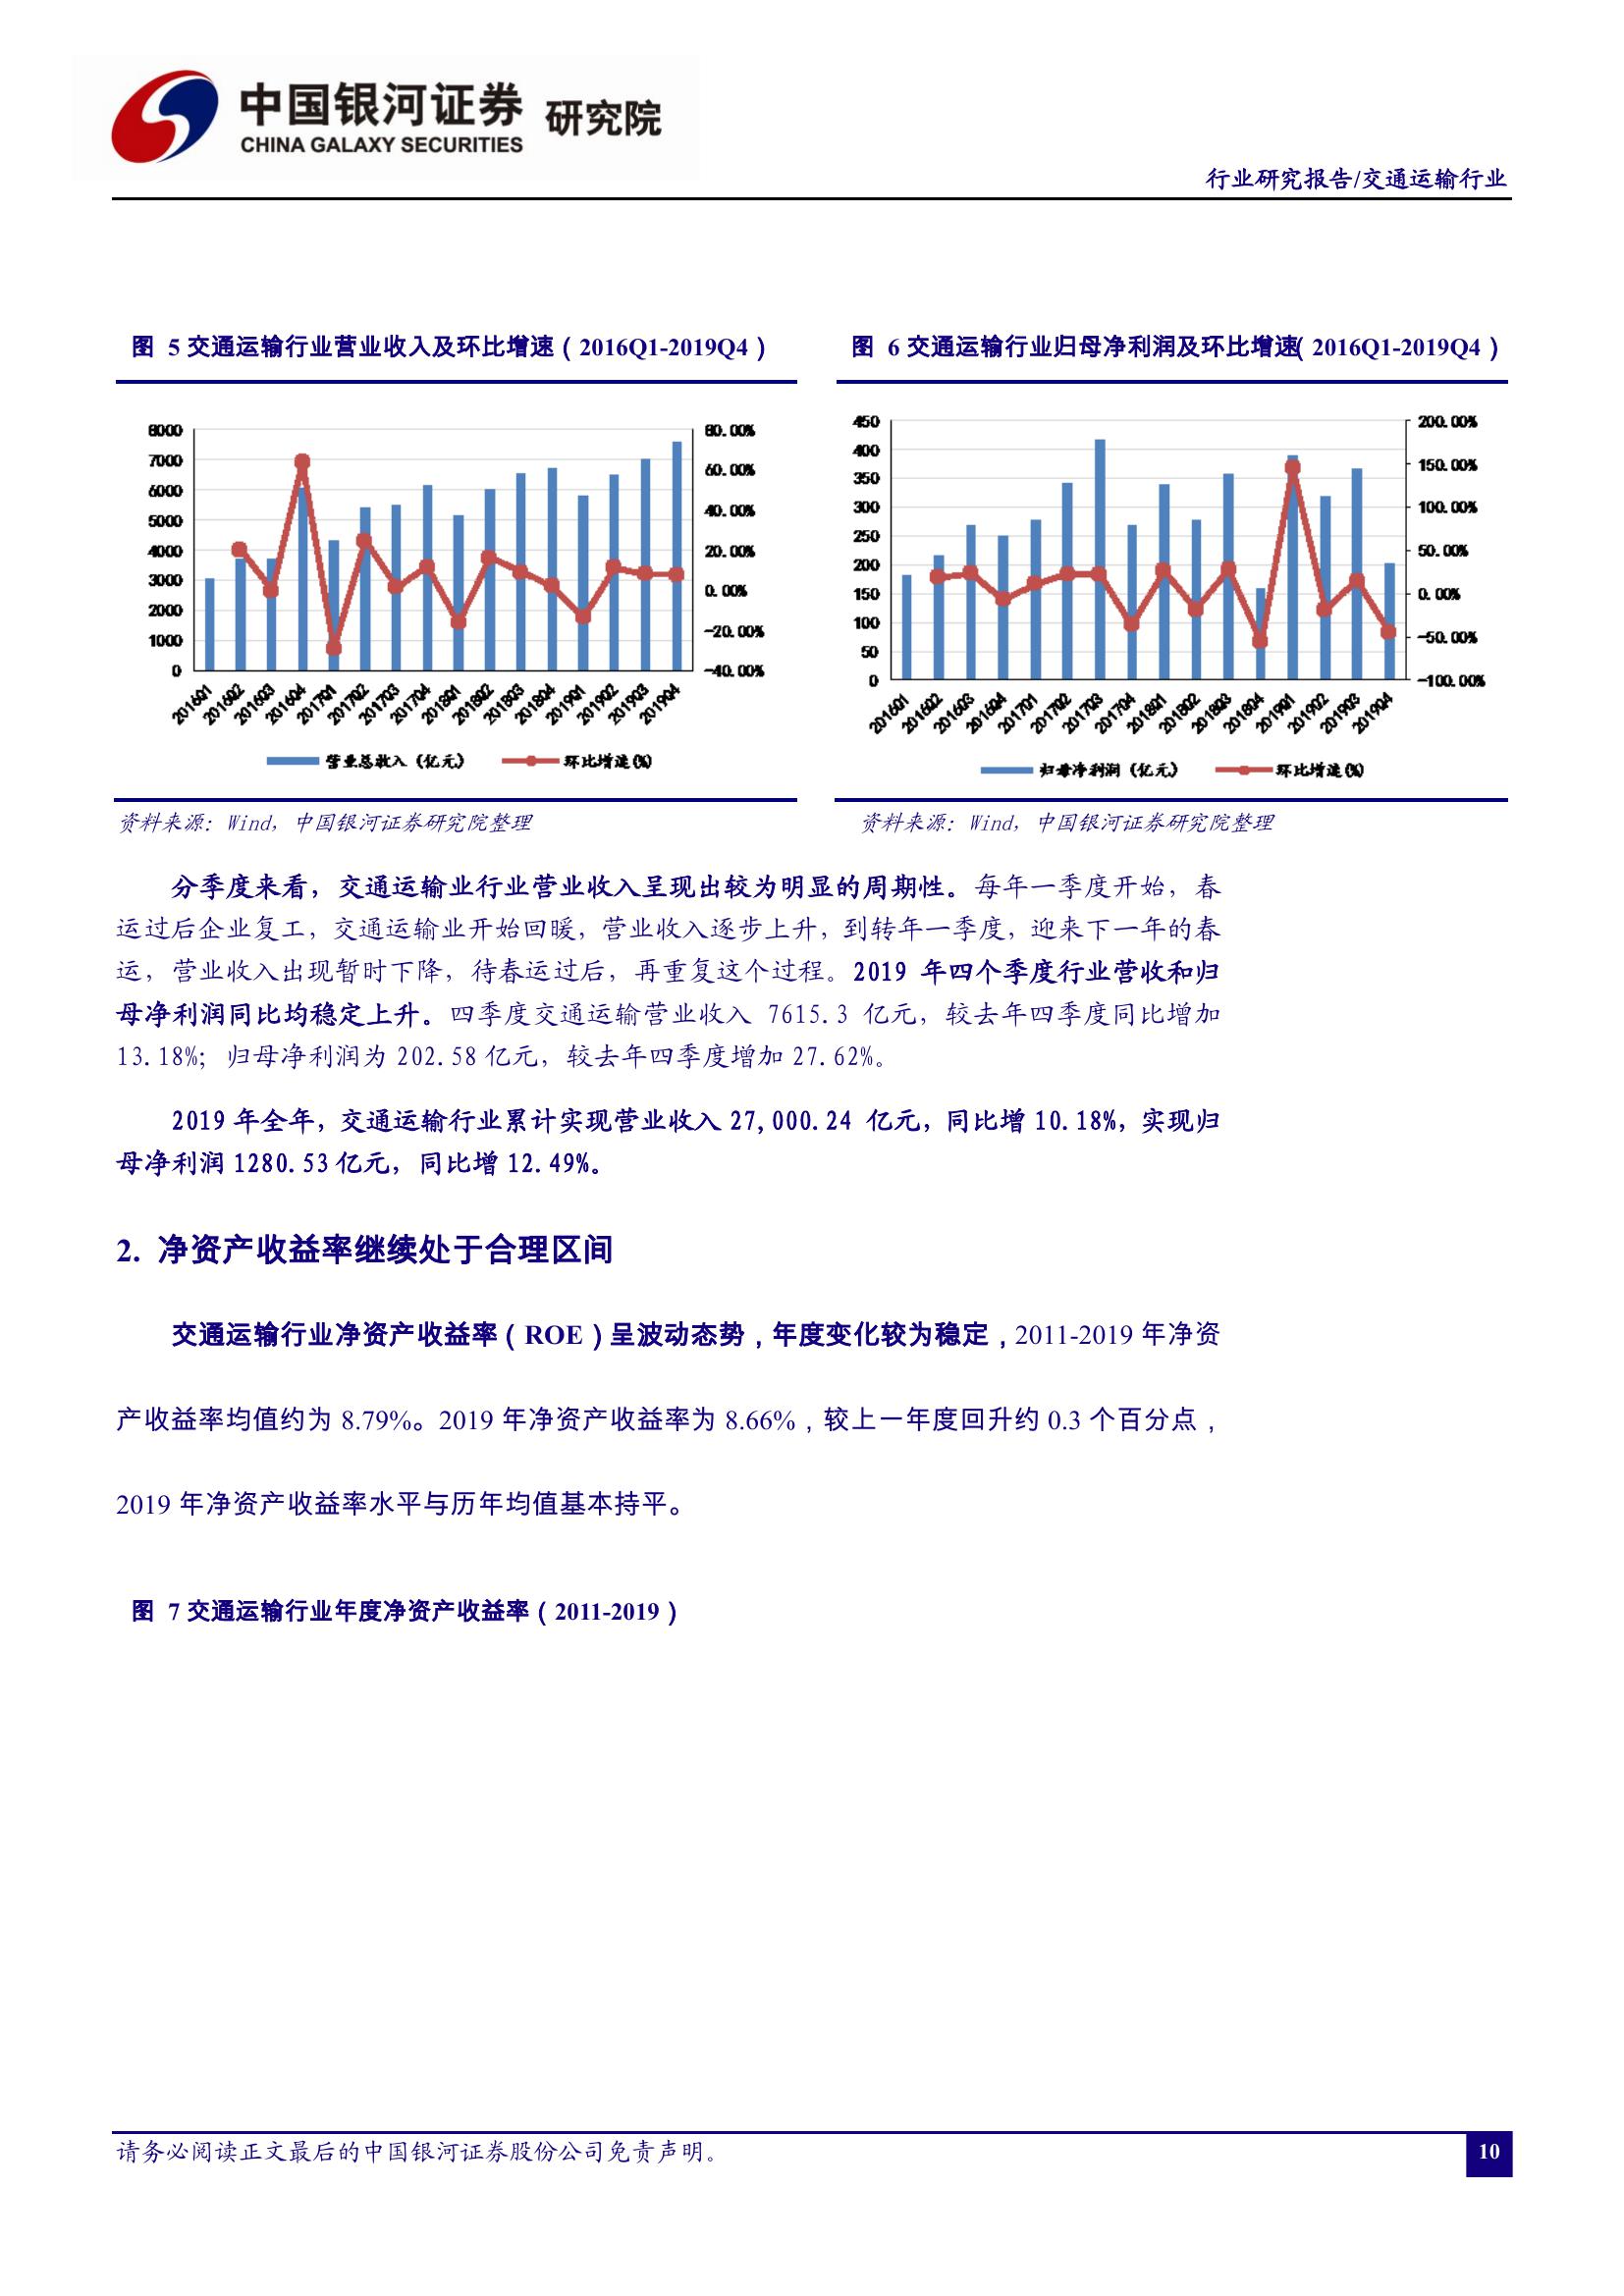 中国银河证券 研究院
CHINA GALAXY SECURITIES
行业研究报告/交通运输行业
图 5 交通运输行业营业收入及环比增速（2016Q1-2019Q4）
图 6 交通运输行业归母净利润及环比增速（2016Q1-2019Q4）
8000
7000
6000
5000
4000
3000
2000
1000
0
80.00%
60.00%
40.00%
20.00%
0.00%
-20.00%
-40.00%
2016Q1 2016Q2 2016Q3 2016Q4 2017Q1 2017Q2 2017Q3 2017Q4 2018Q1 2018Q2 2018Q3 2018Q4 2019Q1 2019Q2 2019Q3 2019Q4
营业总收入（亿元） 环比增速(%)
450
400
350
300
250
200
150
100
50
0
200.00%
150.00%
100.00%
50.00%
0.00%
-50.00%
-100.00%
2016Q1 2016Q2 2016Q3 2016Q4 2017Q1 2017Q2 2017Q3 2017Q4 2018Q1 2018Q2 2018Q3 2018Q4 2019Q1 2019Q2 2019Q3 2019Q4
归母净利润（亿元） 环比增速(%)
资料来源：Wind，中国银河证券研究院整理
资料来源：Wind，中国银河证券研究院整理
分季度来看，交通运输业行业营业收入呈现出较为明显的周期性。每年一季度开始，春
运过后企业复工，交通运输业开始回暖，营业收入逐步上升，到转年一季度，迎来下一年的春
运，营业收入出现暂时下降，待春运过后，再重复这个过程。2019 年四个季度行业营收和归
母净利润同比均稳定上升。四季度交通运输营业收入 7615.3 亿元，较去年四季度同比增加
13.18%；归母净利润为 202.58 亿元，较去年四季度增加 27.62%。
2019 年全年，交通运输行业累计实现营业收入 27,000.24 亿元，同比增 10.18%，实现归
母净利润 1280.53 亿元，同比增 12.49%。
2. 净资产收益率继续处于合理区间
交通运输行业净资产收益率（ROE）呈波动态势，年度变化较为稳定，2011-2019 年净资
产收益率均值约为 8.79%。2019 年净资产收益率为 8.66%，较上一年度回升约 0.3 个百分点，
2019 年净资产收益率水平与历年均值基本持平。
图 7 交通运输行业年度净资产收益率（2011-2019）
请务必阅读正文最后的中国银河证券股份公司免责声明。
10